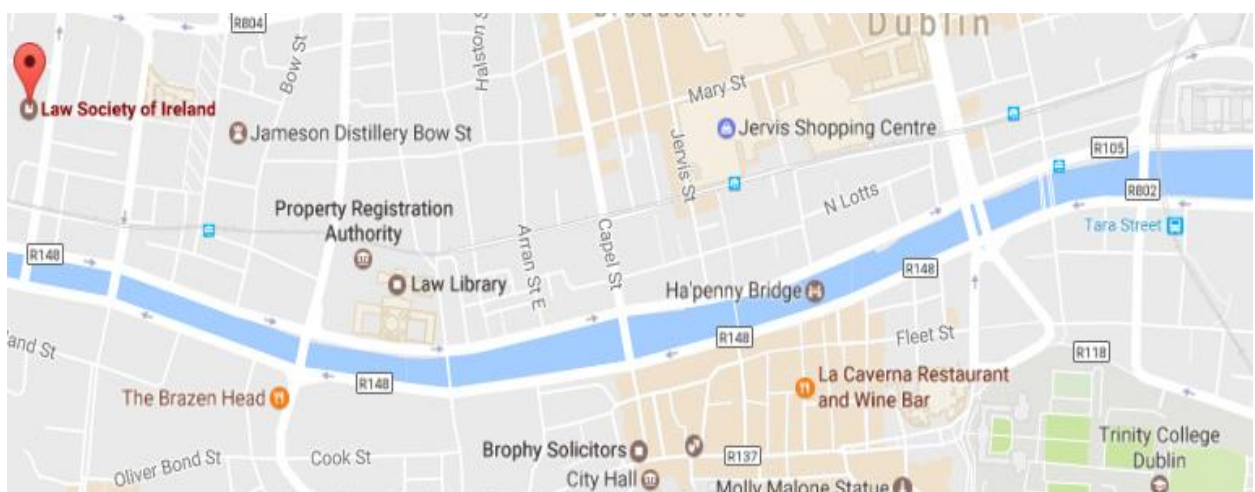 Broadstone
Dublin
R804
Bow St
Halston St
Mary St
Law Society of Ireland
Jameson Distillery Bow St
Jervis Shopping Centre
Jervis St
R105
R802
N Lotts
Property Registration
Authority
Arran St E
Capel St
Tara Street
R148
Law Library
Ha'penny Bridge
R148
R148
Fleet St
and St
R118
R148
The Brazen Head
La Caverna Restaurant
and Wine Bar
Trinity College
Dublin
Brophy Solicitors
R137
Oliver Bond St
Cook St
City Hall
Molly Malone Statue